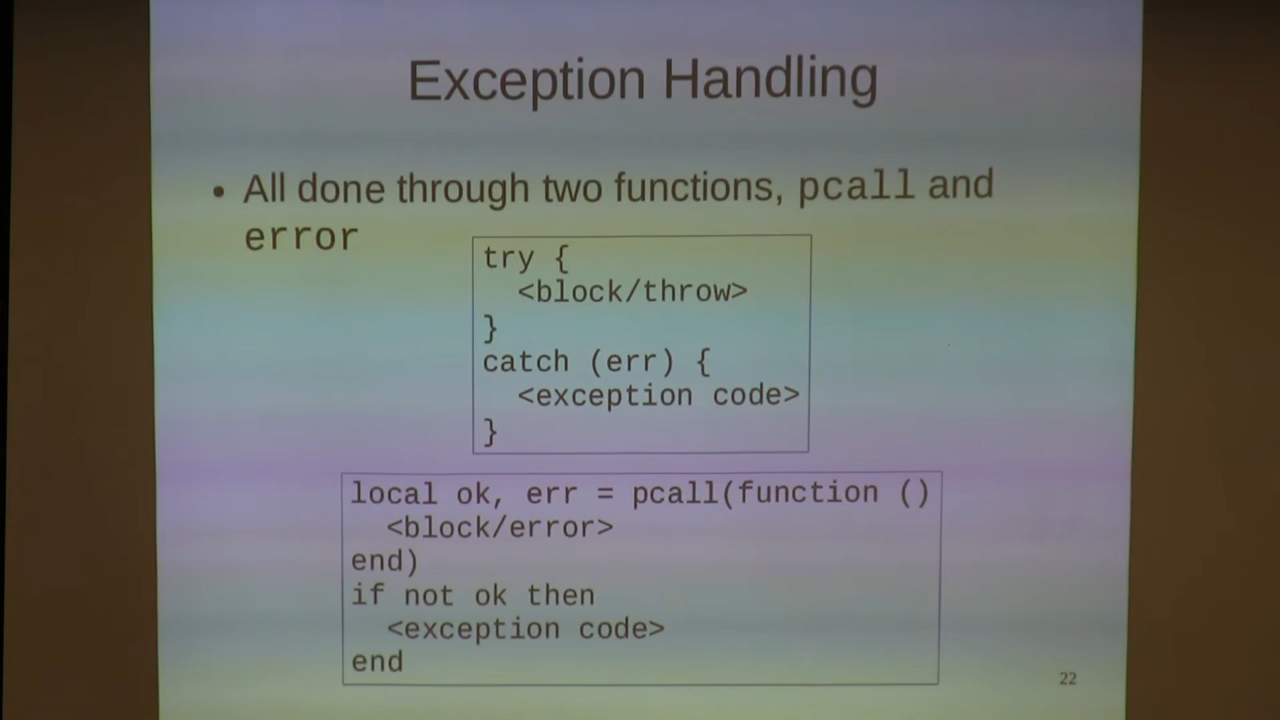 Exception Handling
• All done through two functions, pcall and
error
try {
  <block/throw>
}
catch (err) {
  <exception code>
}
local ok, err = pcall(function ()
  <block/error>
end)
if not ok then
  <exception code>
end
22